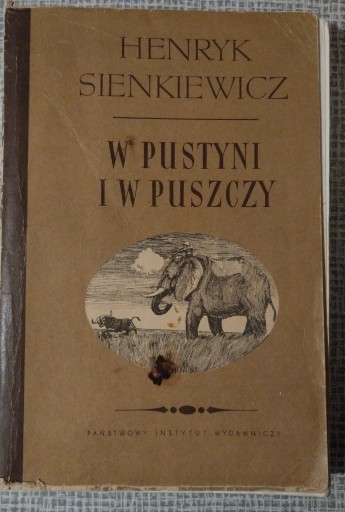 HENRYK
SIENKIEWICZ
W PUSTYNI
I W PUSZCZY
PAŃSTWOWY INSTYTUT WYDAWNICZY